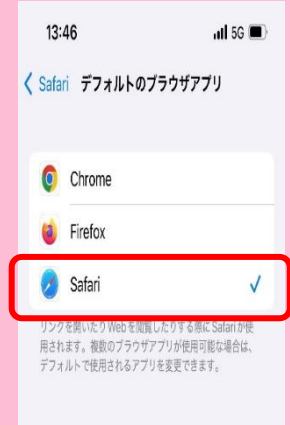 13:46 5G
Safari デフォルトのブラウザアプリ
Chrome
Firefox
Safari
リンクを開いたりWebを閲覧したりする際にSafariが使
用されます。複数のブラウザアプリが使用可能な場合は、
デフォルトで使用されるアプリを変更できます。